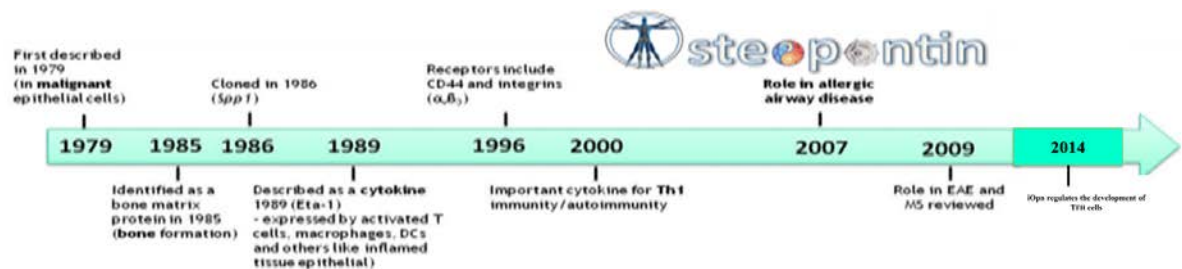 Osteopontin
First described
in 1979
(in malignant
epithelial cells)
Cloned in 1986
(Spp1)
Receptors include
CD44 and integrins
(αᵥβ₃)
Role in allergic
airway disease
1979 1985 1986 1989 1996 2000 2007 2009 2014
Identified as a
bone matrix
protein in 1985
(bone formation)
Described as a cytokine
1989 (Eta-1)
- expressed by activated T
cells, macrophages, DCs
and others like inflamed
tissue epithelial)
Important cytokine for Th1
immunity/autoimmunity
Role in EAE and
MS reviewed
iOpn regulates the development of
TFH cells